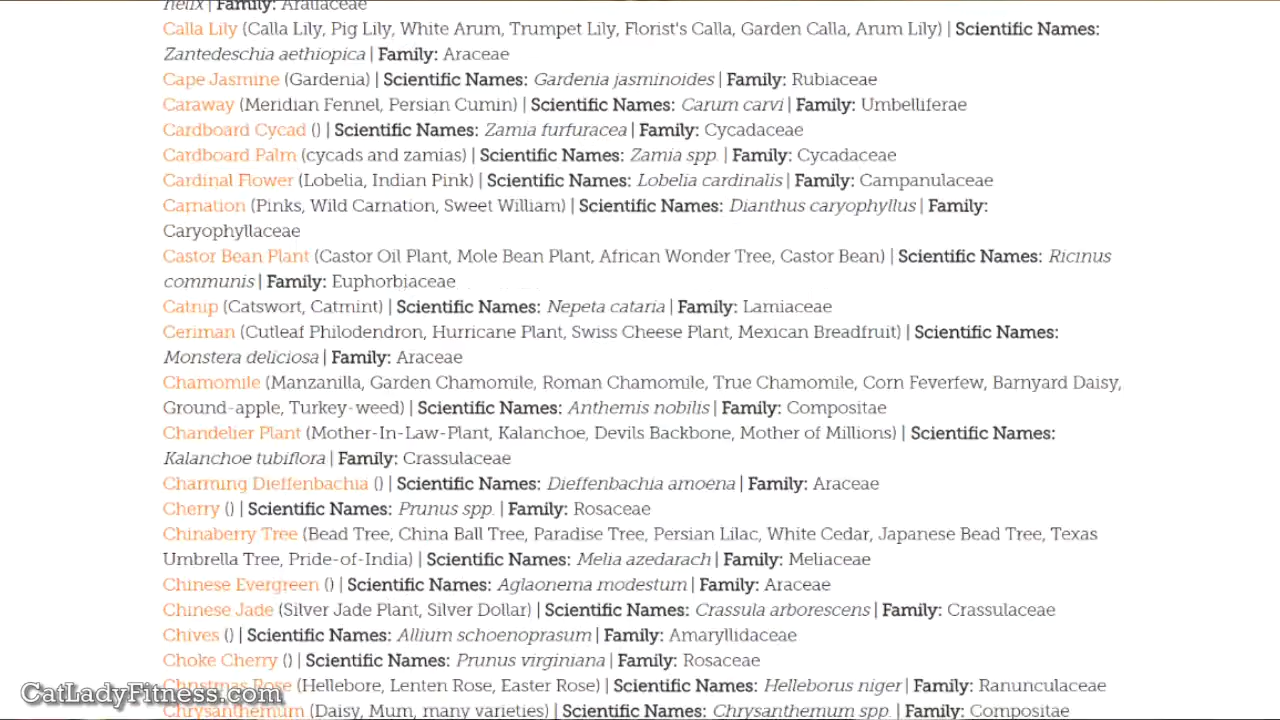 helix | Family: Araliaceae
Calla Lily (Calla Lily, Pig Lily, White Arum, Trumpet Lily, Florist's Calla, Garden Calla, Arum Lily) | Scientific Names:
Zantedeschia aethiopica | Family: Araceae
Cape Jasmine (Gardenia) | Scientific Names: Gardenia jasminoides | Family: Rubiaceae
Caraway (Meridian Fennel, Persian Cumin) | Scientific Names: Carum carvi | Family: Umbelliferae
Cardboard Cycad () | Scientific Names: Zamia furfuracea | Family: Cycadaceae
Cardboard Palm (cycads and zamias) | Scientific Names: Zamia spp. | Family: Cycadaceae
Cardinal Flower (Lobelia, Indian Pink) | Scientific Names: Lobelia cardinalis | Family: Campanulaceae
Carnation (Pinks, Wild Carnation, Sweet William) | Scientific Names: Dianthus caryophyllus | Family:
Caryophyllaceae
Castor Bean Plant (Castor Oil Plant, Mole Bean Plant, African Wonder Tree, Castor Bean) | Scientific Names: Ricinus
communis | Family: Euphorbiaceae
Catnip (Catswort, Catmint) | Scientific Names: Nepeta cataria | Family: Lamiaceae
Ceriman (Cutleaf Philodendron, Hurricane Plant, Swiss Cheese Plant, Mexican Breadfruit) | Scientific Names:
Monstera deliciosa | Family: Araceae
Chamomile (Manzanilla, Garden Chamomile, Roman Chamomile, True Chamomile, Corn Feverfew, Barnyard Daisy,
Ground-apple, Turkey-weed) | Scientific Names: Anthemis nobilis | Family: Compositae
Chandelier Plant (Mother-In-Law-Plant, Kalanchoe, Devils Backbone, Mother of Millions) | Scientific Names:
Kalanchoe tubiflora | Family: Crassulaceae
Charming Dieffenbachia () | Scientific Names: Dieffenbachia amoena | Family: Araceae
Cherry () | Scientific Names: Prunus spp. | Family: Rosaceae
Chinaberry Tree (Bead Tree, China Ball Tree, Paradise Tree, Persian Lilac, White Cedar, Japanese Bead Tree, Texas
Umbrella Tree, Pride-of-India) | Scientific Names: Melia azedarach | Family: Meliaceae
Chinese Evergreen () | Scientific Names: Aglaonema modestum | Family: Araceae
Chinese Jade (Silver Jade Plant, Silver Dollar) | Scientific Names: Crassula arborescens | Family: Crassulaceae
Chives () | Scientific Names: Allium schoenoprasum | Family: Amaryllidaceae
Choke Cherry () | Scientific Names: Prunus virginiana | Family: Rosaceae
Christmas Rose (Hellebore, Lenten Rose, Easter Rose) | Scientific Names: Helleborus niger | Family: Ranunculaceae
CatLadyFitness.com
Chrysanthemum (Daisy, Mum, many varieties) | Scientific Names: Chrysanthemum spp. | Family: Compositae